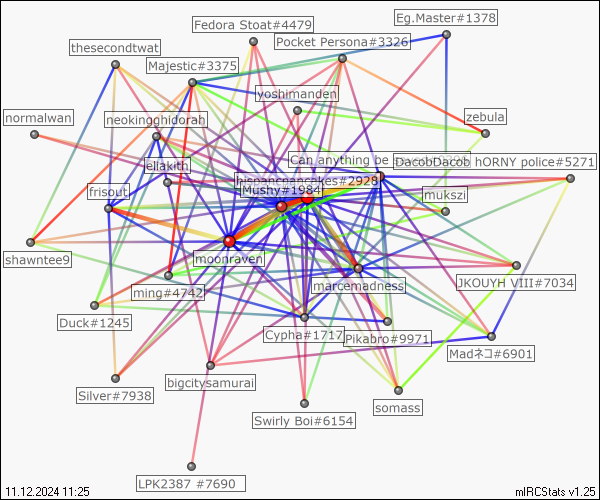 Eg.Master#1378
Fedora Stoat#4479
Pocket Persona#3326
thesecondtwat
Majestic#3375
yoshimanden
zebula
normalwan
neokingghidorah
Can anything be
DacobDacob hORNY police#5271
ellakith
hispancpancakes#2928
Mushy#1984
frisout
mukszi
shawntee9
moonraven
JKOUYH VIII#7034
ming#4742
marcemadness
Duck#1245
Cypha#1717
Pikabro#9971
Madネコ#6901
bigcitysamurai
Silver#7938
somass
Swirly Boi#6154
LPK2387 #7690
11.12.2024 11:25
mIRCStats v1.25